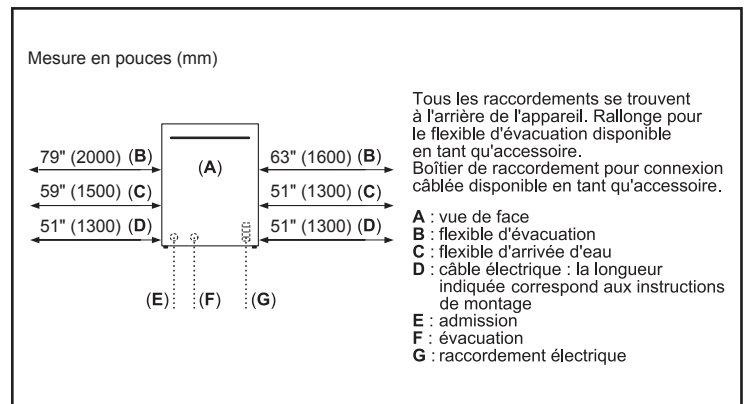 Mesure en pouces (mm)
79" (2000) (B)
63" (1600) (B)
(A)
59" (1500) (C)
51" (1300) (C)
51" (1300) (D)
51" (1300) (D)
(E)
(F)
(G)
Tous les raccordements se trouvent
à l'arrière de l'appareil. Rallonge pour
le flexible d'évacuation disponible
en tant qu'accessoire.
Boîtier de raccordement pour connexion
câblée disponible en tant qu'accessoire.
A : vue de face
B : flexible d'évacuation
C : flexible d'arrivée d'eau
D : câble électrique : la longueur
indiquée correspond aux instructions
de montage
E : admission
F : évacuation
G : raccordement électrique